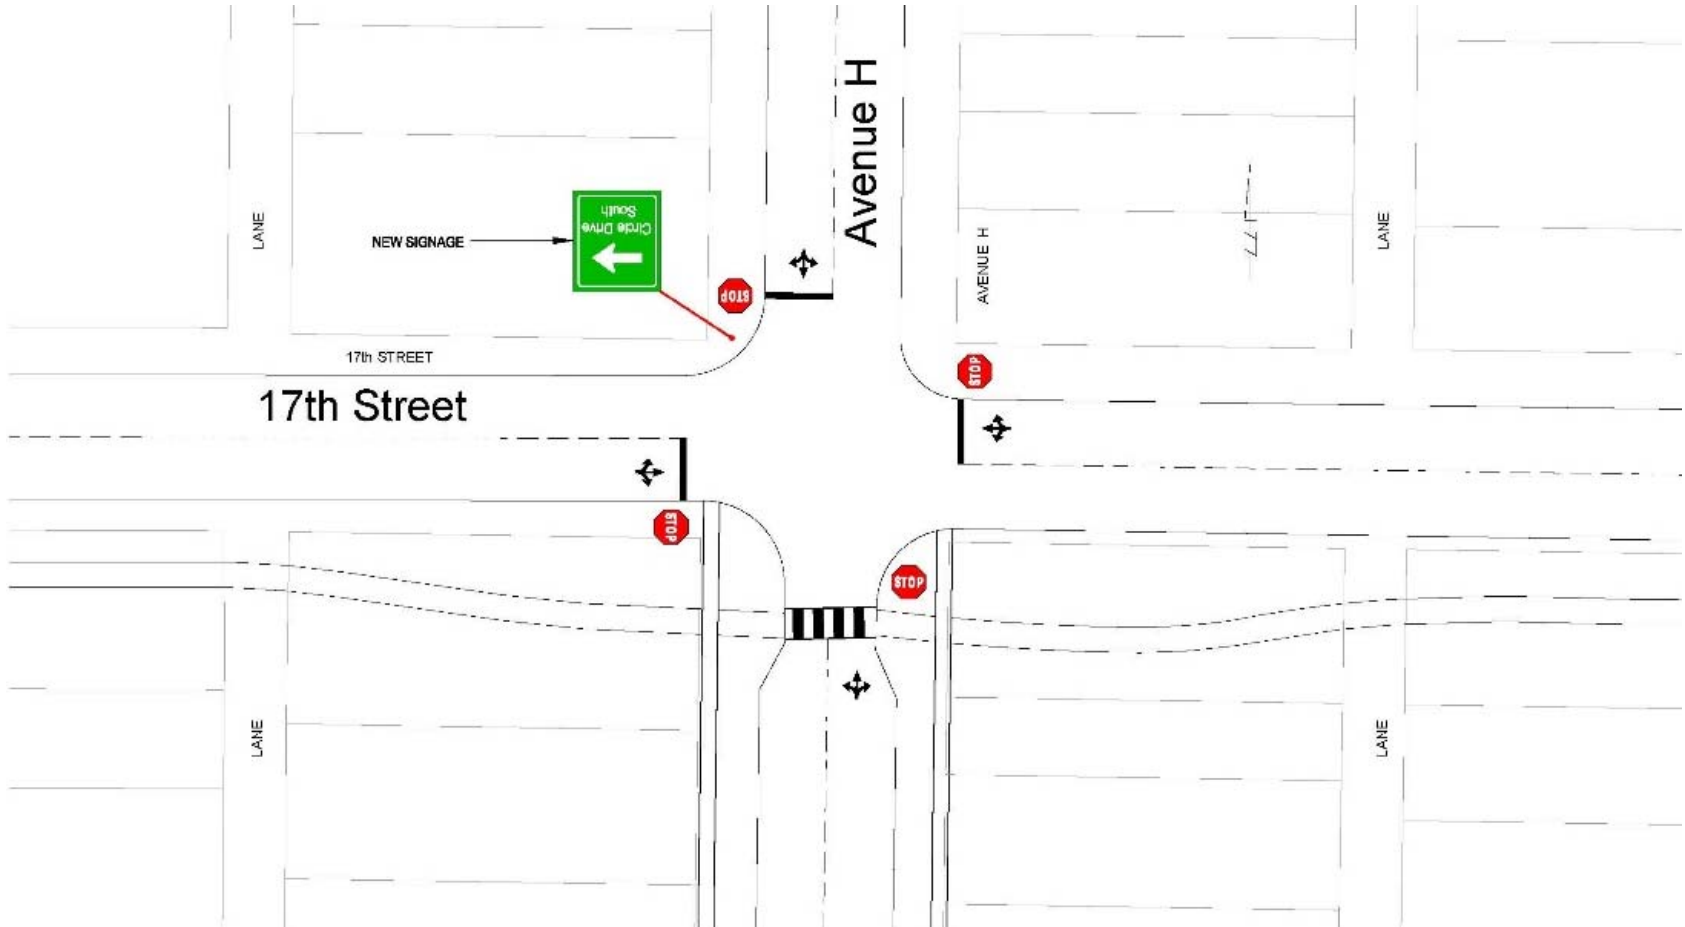 Avenue H
LANE
South
Circle Drive
NEW SIGNAGE
AVENUE H
LANE
STOP
17th STREET
STOP
17th Street
STOP
STOP
LANE
LANE